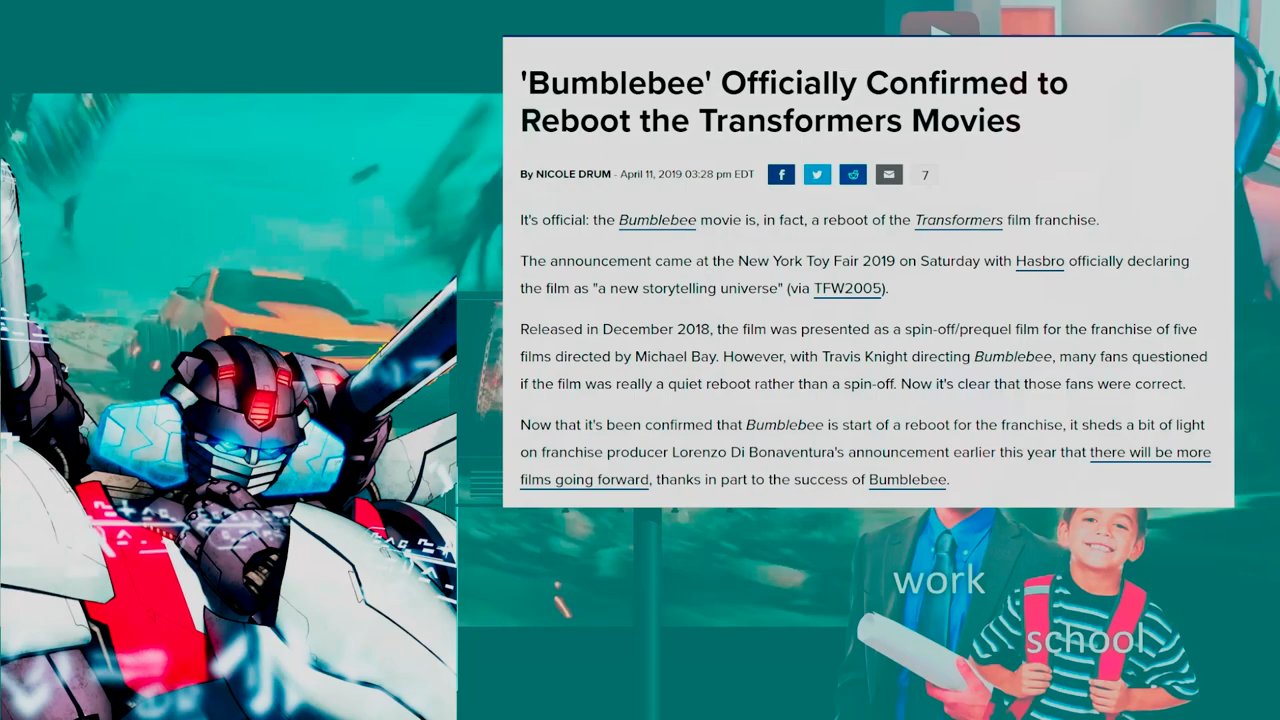 'Bumblebee' Officially Confirmed to
Reboot the Transformers Movies
By NICOLE DRUM - April 11, 2019 03:28 pm EDT 7
It's official: the Bumblebee movie is, in fact, a reboot of the Transformers film franchise.
The announcement came at the New York Toy Fair 2019 on Saturday with Hasbro officially declaring
the film as "a new storytelling universe" (via TFW2005).
Released in December 2018, the film was presented as a spin-off/prequel film for the franchise of five
films directed by Michael Bay. However, with Travis Knight directing Bumblebee, many fans questioned
if the film was really a quiet reboot rather than a spin-off. Now it's clear that those fans were correct.
Now that it's been confirmed that Bumblebee is start of a reboot for the franchise, it sheds a bit of light
on franchise producer Lorenzo Di Bonaventura's announcement earlier this year that there will be more
films going forward, thanks in part to the success of Bumblebee.
work
school